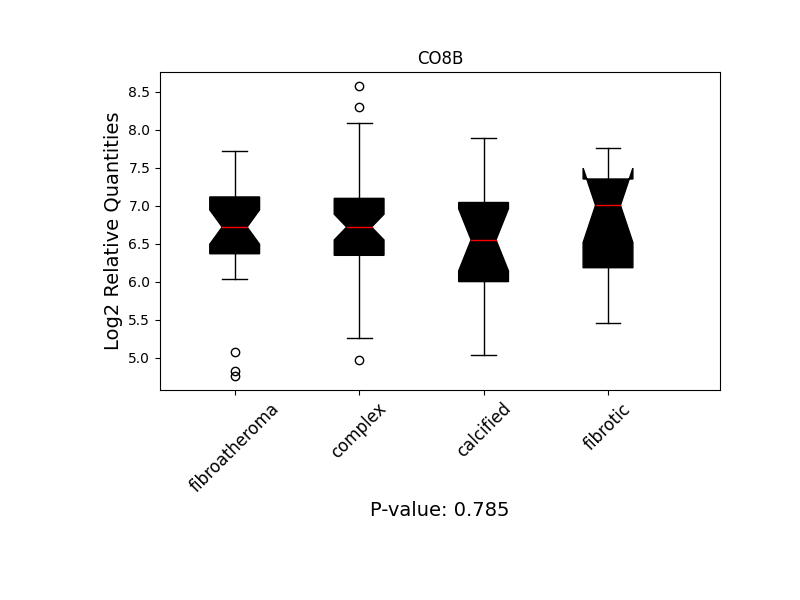 CO8B
Log2 Relative Quantities
8.5
8.0
7.5
7.0
6.5
6.0
5.5
5.0
fibroatheroma
complex
calcified
fibrotic
P-value: 0.785